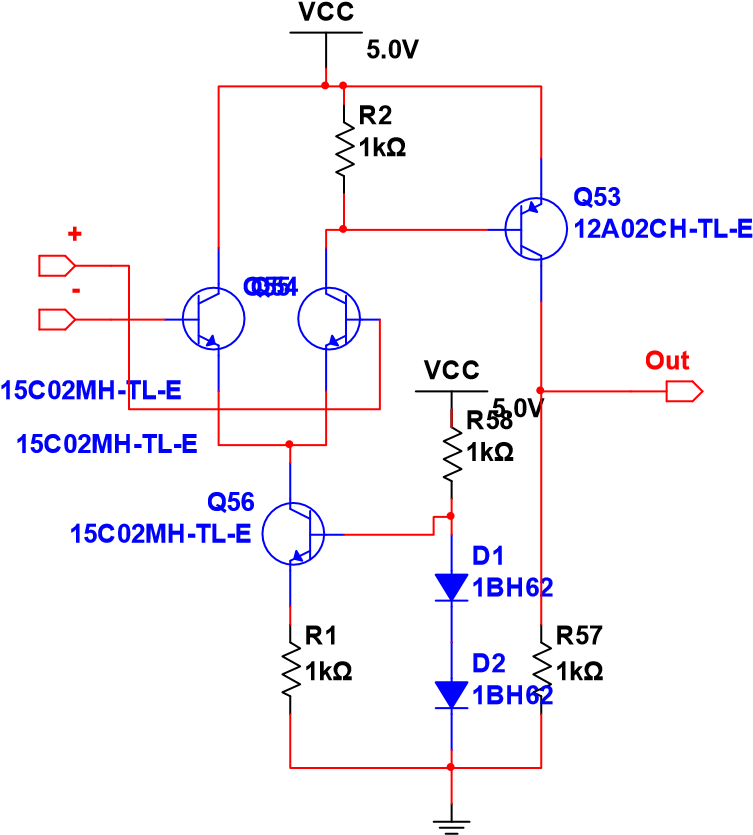 VCC
5.0V
R2
1kΩ
Q53
12A02CH-TL-E
+
-
Out
VCC
5.0V
15C02MH-TL-E
R58
1kΩ
15C02MH-TL-E
Q56
15C02MH-TL-E
D1
1BH62
R1
1kΩ
D2
1BH62
R57
1kΩ